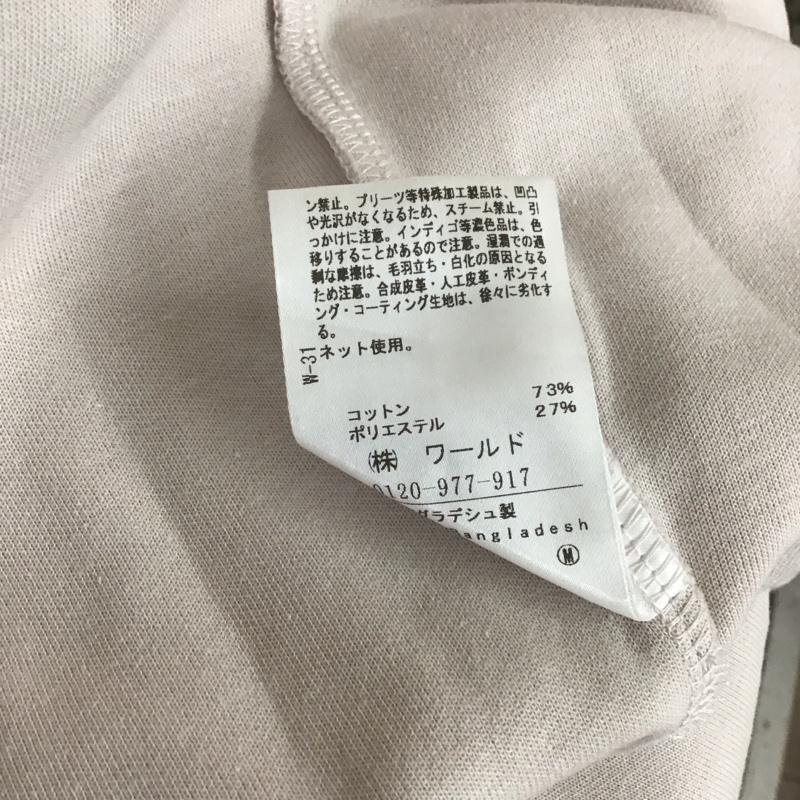 ン禁止。プリーツ等特殊加工製品は、凹凸
や光沢がなくなるため、スチーム禁止。引
っかけに注意。インディゴ等濃色品は、色
移りすることがあるので注意。湿潤での過
剰な摩擦は、毛羽立ち・白化の原因となる
ため注意。合成皮革・人工皮革・ボンディ
ング・コーティング生地は、徐々に劣化す
る。
ネット使用。
W-31
コットン 73%
ポリエステル 27%
(株) ワールド
0120-977-917
グラデシュ製
Bangladesh
M